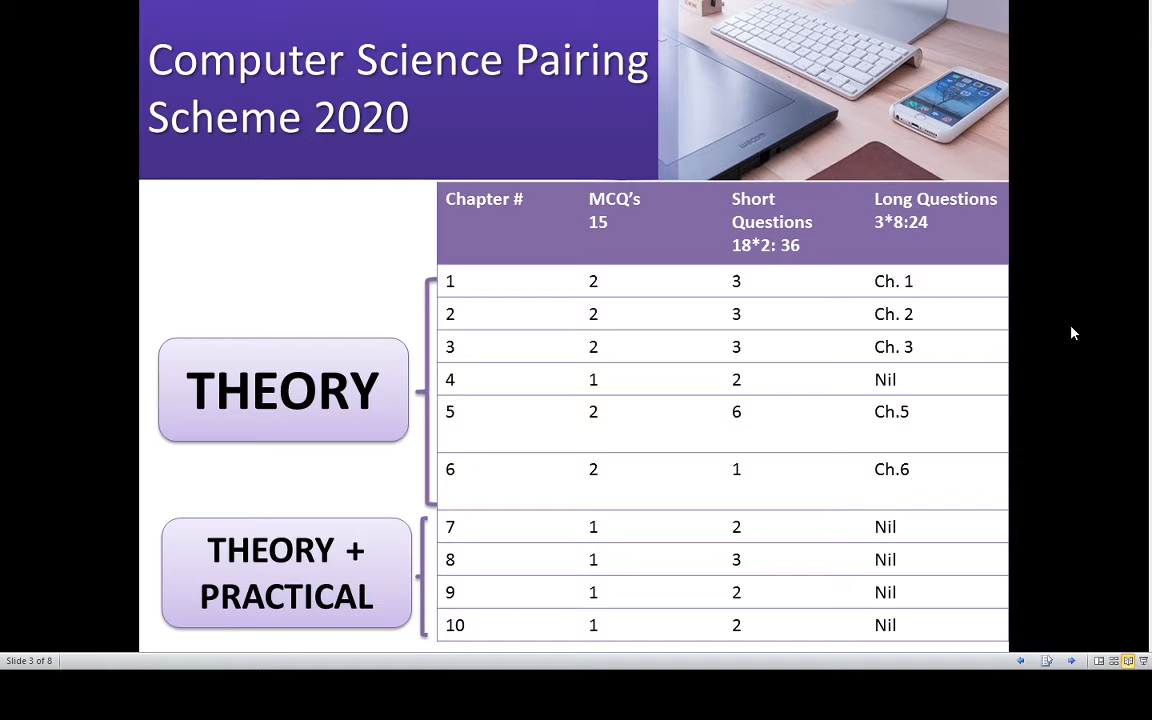 Computer Science Pairing
Scheme 2020
Chapter # MCQ's Short Long Questions
15 Questions 3*8:24
18*2: 36
1 2 3 Ch. 1
2 2 3 Ch. 2
3 2 3 Ch. 3
4 1 2 Nil
5 2 6 Ch.5
6 2 1 Ch.6
7 1 2 Nil
8 1 3 Nil
9 1 2 Nil
10 1 2 Nil
THEORY
THEORY +
PRACTICAL
wacom
Slide 3 of 8